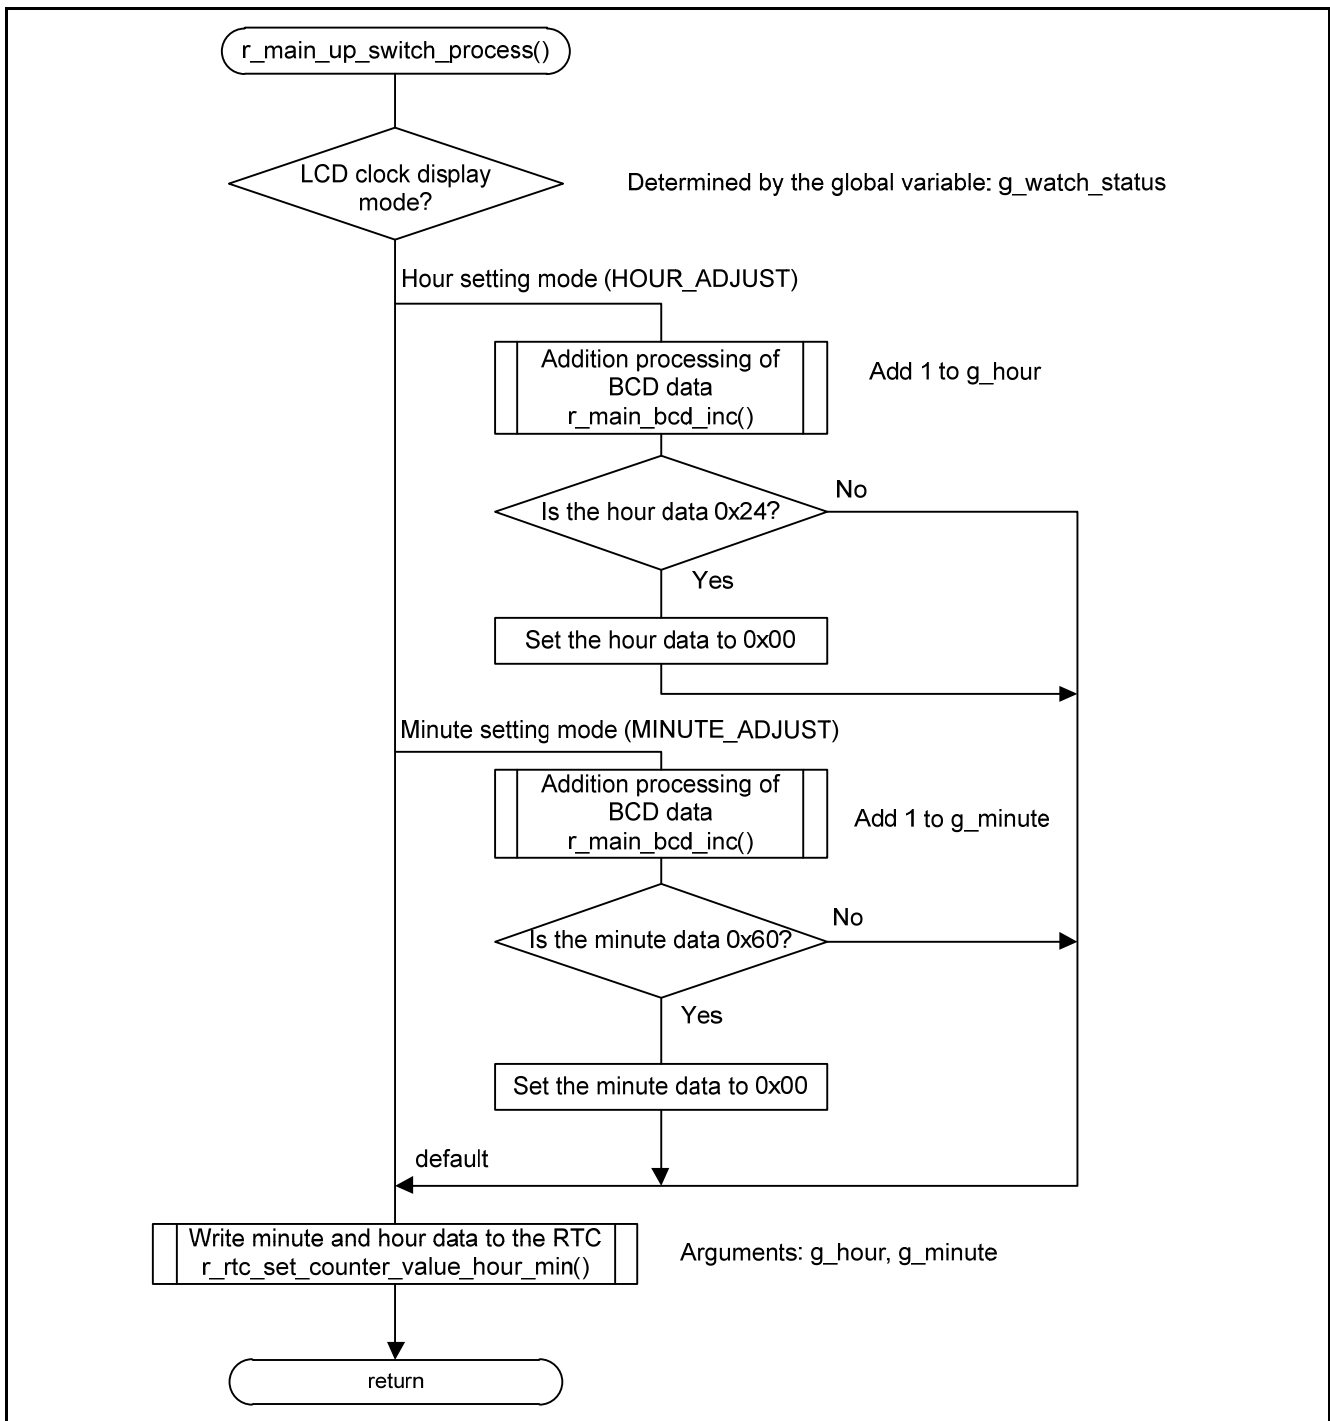 r_main_up_switch_process()
LCD clock display
mode?
Determined by the global variable: g_watch_status
Hour setting mode (HOUR_ADJUST)
Addition processing of
BCD data
r_main_bcd_inc()
Add 1 to g_hour
Is the hour data 0x24?
No
Yes
Set the hour data to 0x00
Minute setting mode (MINUTE_ADJUST)
Addition processing of
BCD data
r_main_bcd_inc()
Add 1 to g_minute
Is the minute data 0x60?
No
Yes
Set the minute data to 0x00
default
Write minute and hour data to the RTC
r_rtc_set_counter_value_hour_min()
Arguments: g_hour, g_minute
return